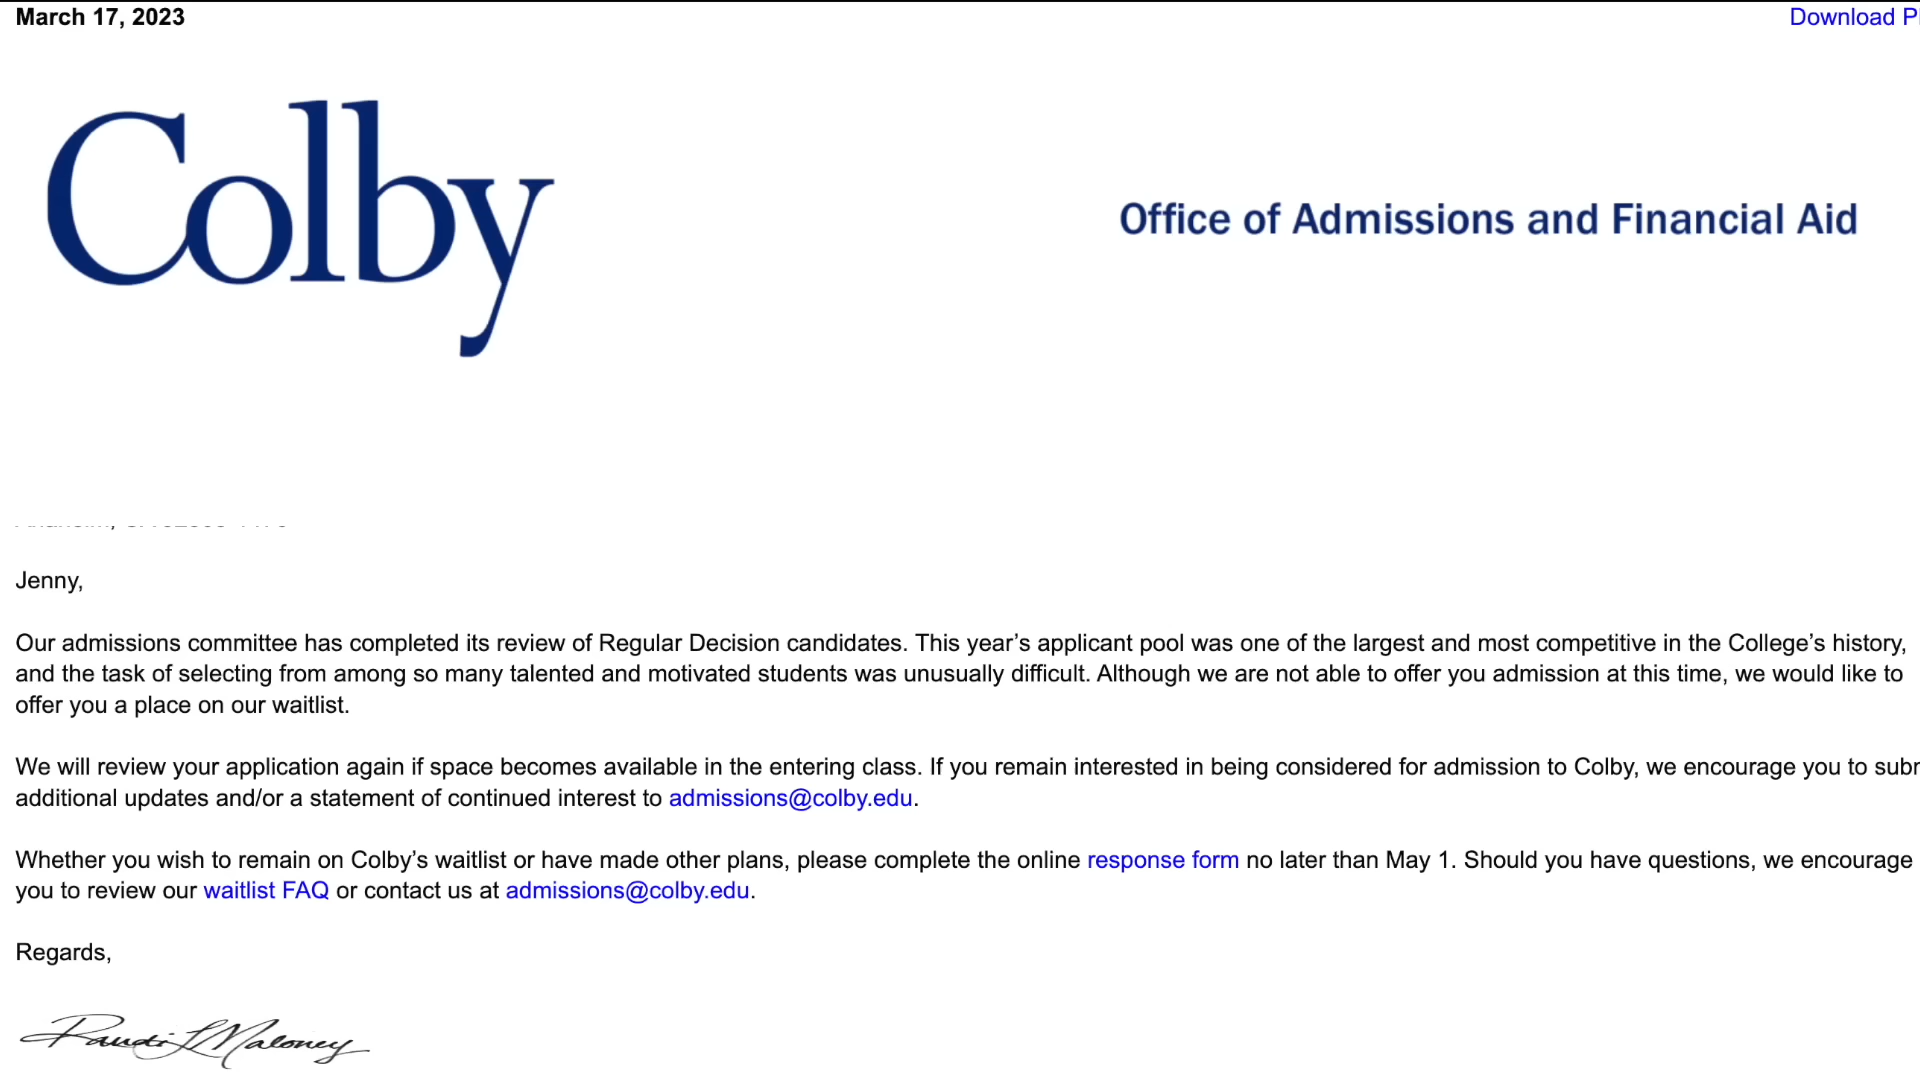 March 17, 2023
Download
Colby
Office of Admissions and Financial Aid
Jenny,
Our admissions committee has completed its review of Regular Decision candidates. This year’s applicant pool was one of the largest and most competitive in the College’s history,
and the task of selecting from among so many talented and motivated students was unusually difficult. Although we are not able to offer you admission at this time, we would like to
offer you a place on our waitlist.
We will review your application again if space becomes available in the entering class. If you remain interested in being considered for admission to Colby, we encourage you to
additional updates and/or a statement of continued interest to admissions@colby.edu.
Whether you wish to remain on Colby’s waitlist or have made other plans, please complete the online response form no later than May 1. Should you have questions, we encourage
you to review our waitlist FAQ or contact us at admissions@colby.edu.
Regards,
Randi L Maloney